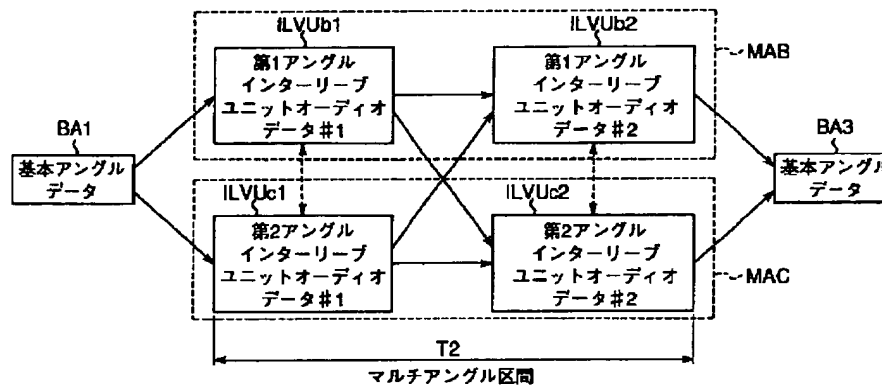 ILVUb1
ILVUb2
第1アングル
インターリーブ
ユニットオーディオ
データ#1
第1アングル
インターリーブ
ユニットオーディオ
データ#2
MAB
BA1
基本アングル
データ
BA3
基本アングル
データ
ILVUc1
ILVUc2
第2アングル
インターリーブ
ユニットオーディオ
データ#1
第2アングル
インターリーブ
ユニットオーディオ
データ#2
MAC
T2
マルチアングル区間